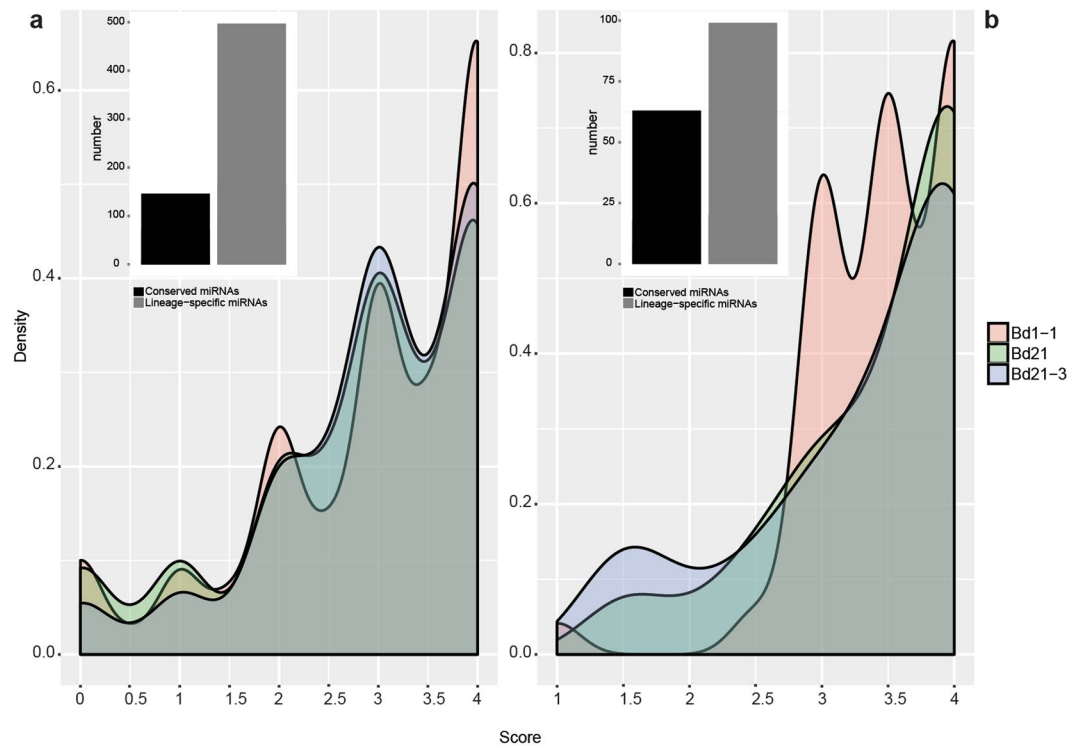 a
b
500
400
300
200
100
0
number
Conserved miRNAs
Lineage−specific miRNAs
100
75
50
25
0
number
Conserved miRNAs
Lineage−specific miRNAs
Density
0.6
0.4
0.2
0.0
0 0.5 1 1.5 2 2.5 3 3.5 4
0.8
0.6
0.4
0.2
0.0
1 1.5 2 2.5 3 3.5 4
Bd1−1
Bd21
Bd21−3
Score